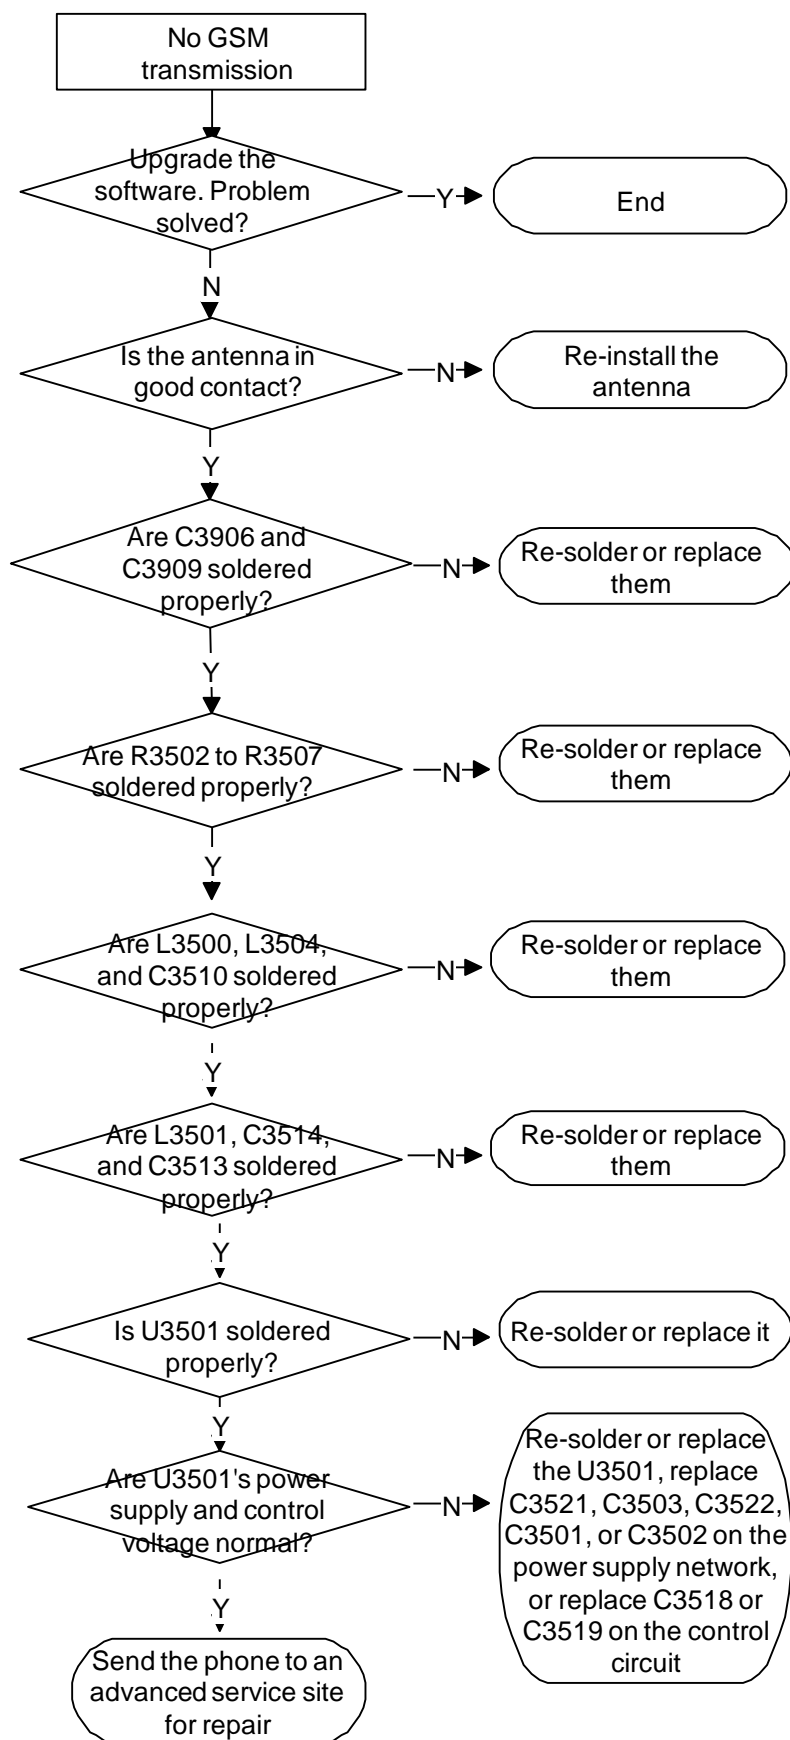 No GSM
transmission
Upgrade the
software. Problem
solved?
Y
End
N
Is the antenna in
good contact?
N
Re-install the
antenna
Y
Are C3906 and
C3909 soldered
properly?
N
Re-solder or replace
them
Y
Are R3502 to R3507
soldered properly?
N
Re-solder or replace
them
Y
Are L3500, L3504,
and C3510 soldered
properly?
N
Re-solder or replace
them
Y
Are L3501, C3514,
and C3513 soldered
properly?
N
Re-solder or replace
them
Y
Is U3501 soldered
properly?
N
Re-solder or replace it
Y
Are U3501's power
supply and control
voltage normal?
N
Re-solder or replace
the U3501, replace
C3521, C3503, C3522,
C3501, or C3502 on the
power supply network,
or replace C3518 or
C3519 on the control
circuit
Y
Send the phone to an
advanced service site
for repair